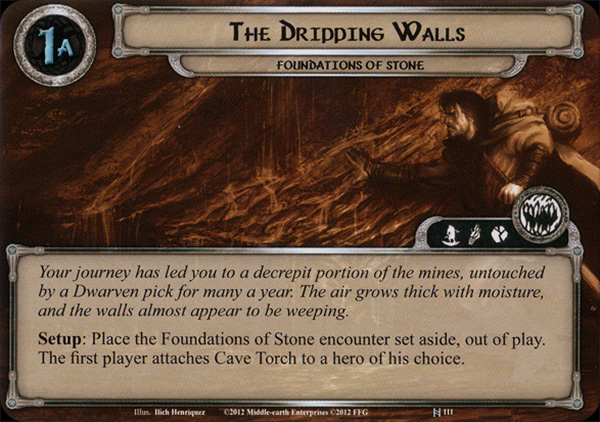 1A
THE DRIPPING WALLS
FOUNDATIONS OF STONE
Your journey has led you to a decrepit portion of the mines, untouched
by a Dwarven pick for many a year. The air grows thick with moisture,
and the walls almost appear to be weeping.
Setup: Place the Foundations of Stone encounter set aside, out of play.
The first player attaches Cave Torch to a hero of his choice.
Illus. Ilich Henriquez ©2012 Middle-earth Enterprises ©2012 FFG 111